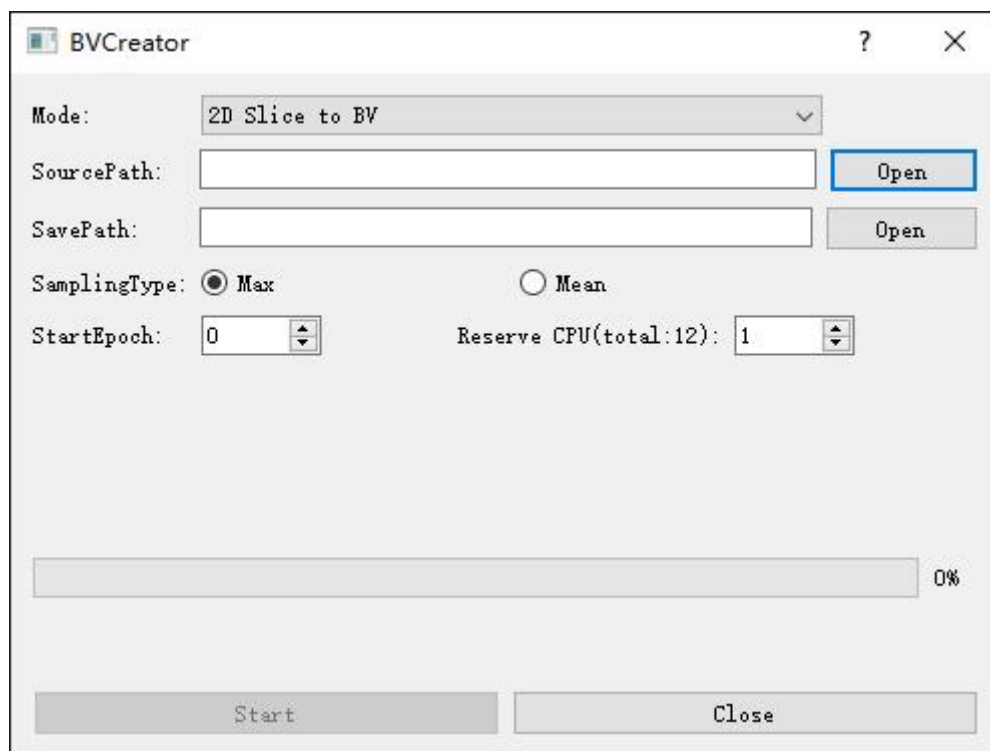 BVCreator ?
Mode: 2D Slice to BV
SourcePath: Open
SavePath: Open
SamplingType: Max Mean
StartEpoch: 0 Reserve CPU(total:12): 1
0%
Start Close